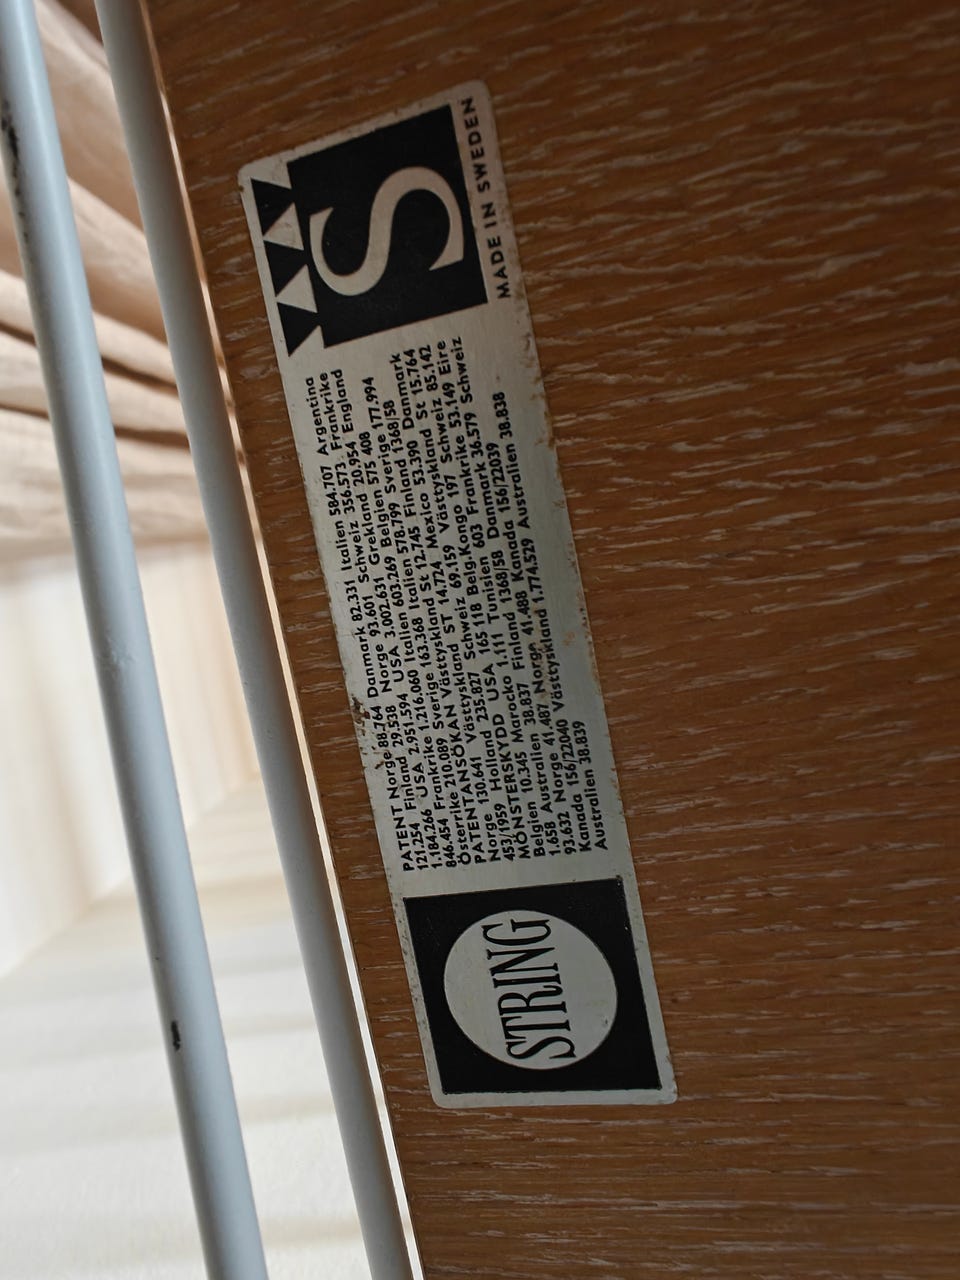 STRING
PATENT Norge 88.764 Danmark 82.331 Italien 584.707 Argentina
121.254 Finland 29.538 Norge 93.601 Schweiz 356.573 Frankrike
1.184.266 USA 2.951.594 USA 3.002.631 Grekland 20.954 England
846.454 Frankrike 1.216.060 Italien 603.269 Belgien 575 408
Österrike 210.089 Sverige 163.368 Italien 578.799 Sverige 177.994
PATENTANSÖKAN Västtyskland St 12.745 Finland 1368/58
Norge 130.641 Västtyskland ST 14.724 Mexico 53.390 Danmark
453/1959 Holland 235.827 Schweiz 69.159 Västtyskland St 15.764
MÖNSTERSKYDD USA 165 118 Belg.Kongo 197 Schweiz 85.142
Belgien 10.345 Marocko 1.111 Tunisien 603 Frankrike 53.149 Eire
1.658 Australien 38.837 Finland 1368/58 Danmark 36.579 Schweiz
93.632 Norge 41.487 Norge 41.488 Kanada 156/22039
Kanada 156/22040 Västtyskland 1.774.529 Australien 38.838
Australien 38.839
S
MADE IN SWEDEN